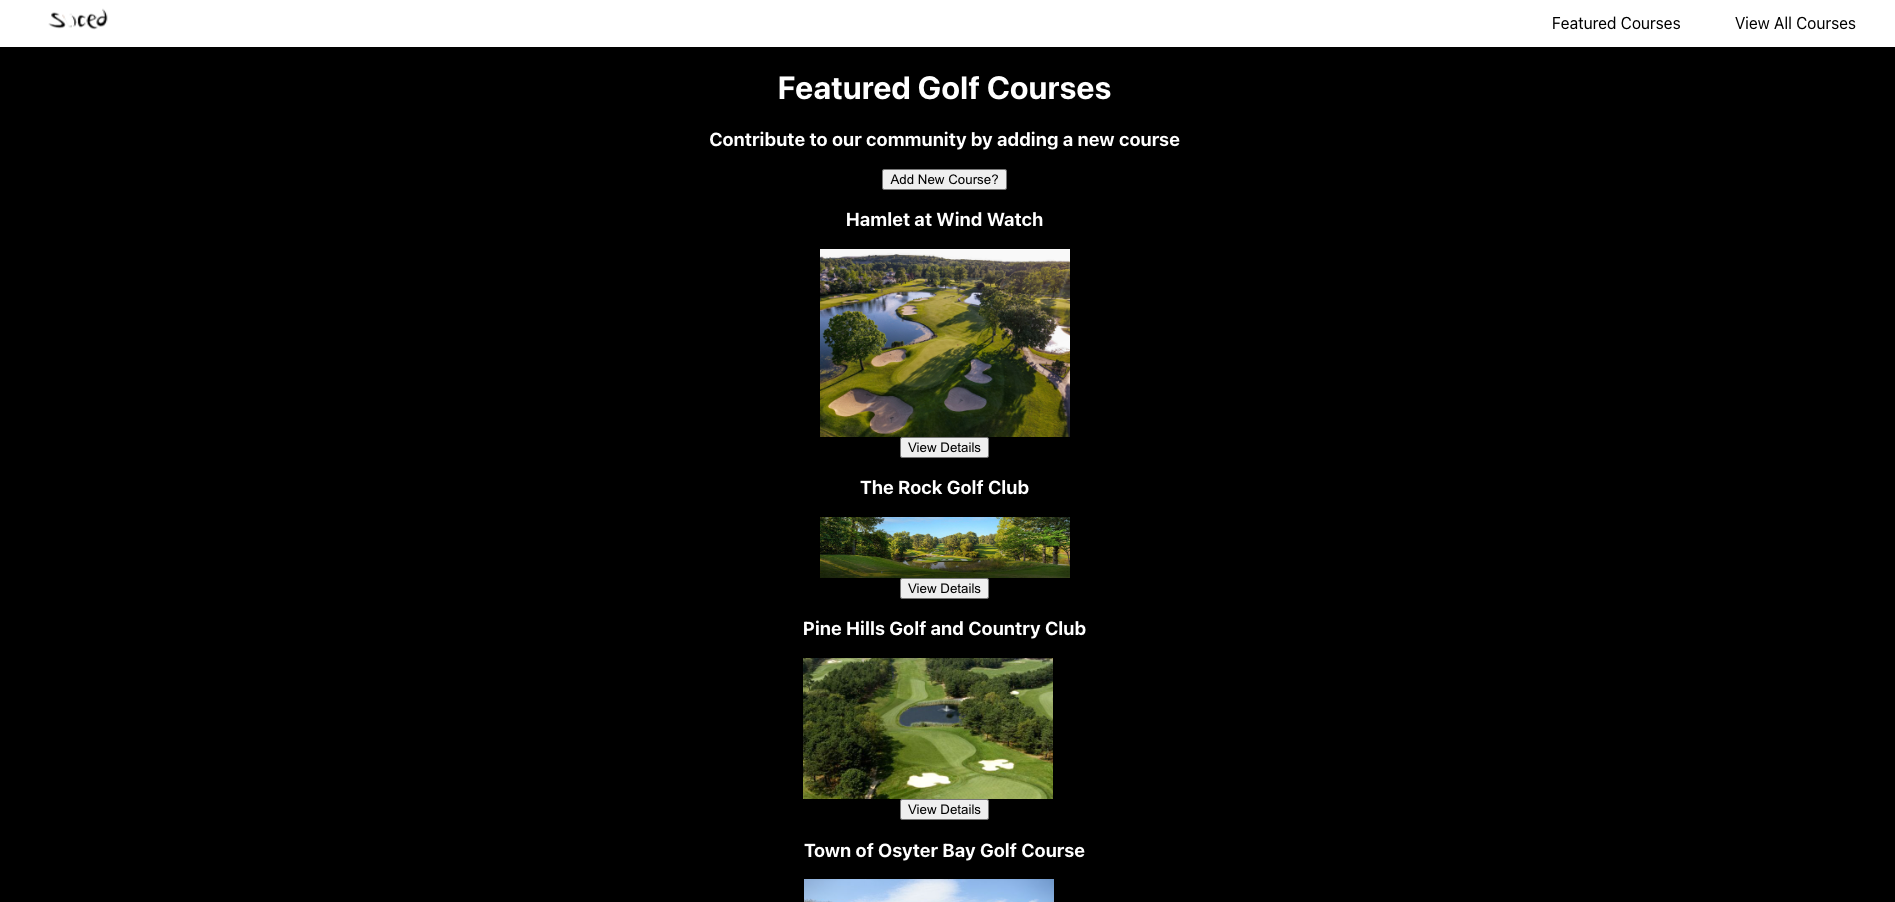 Featured Courses
View All Courses
Featured Golf Courses
Contribute to our community by adding a new course
Add New Course?
Hamlet at Wind Watch
View Details
The Rock Golf Club
View Details
Pine Hills Golf and Country Club
View Details
Town of Osyter Bay Golf Course